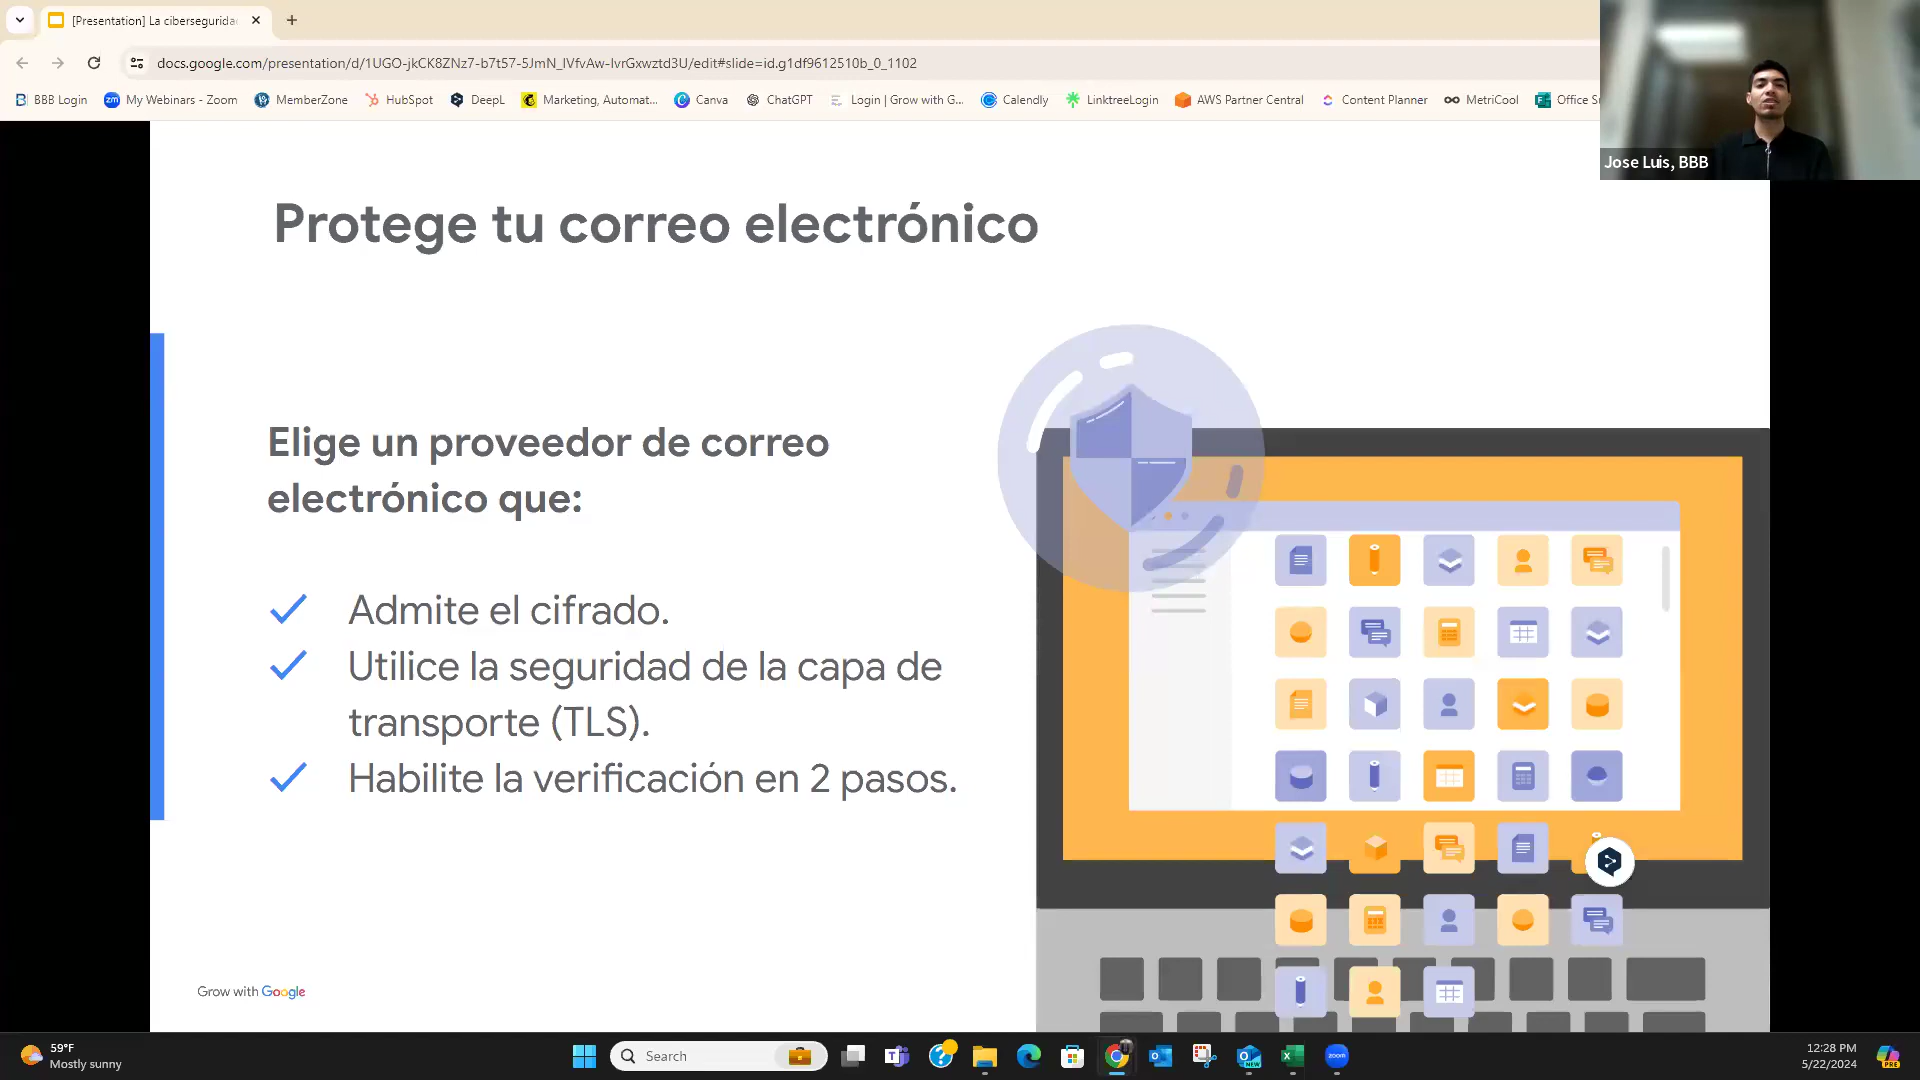 [Presentation] La ciberseguridad
docs.google.com/presentation/d/1UGO-jkCK8ZNz7-b7t57-5JmN_IVfvAw-IvrGxwztd3U/edit#slide=id.g1df9612510b_0_1102
BBB Login
My Webinars - Zoom
MemberZone
HubSpot
DeepL
Marketing, Automat...
Canva
ChatGPT
Login | Grow with G...
Calendly
LinktreeLogin
AWS Partner Central
Content Planner
MetriCool
Office
Jose Luis, BBB
Protege tu correo electrónico
Elige un proveedor de correo
electrónico que:
Admite el cifrado.
Utilice la seguridad de la capa de
transporte (TLS).
Habilite la verificación en 2 pasos.
Grow with Google
59°F
Mostly sunny
Search
zoom
12:28 PM
5/22/2024